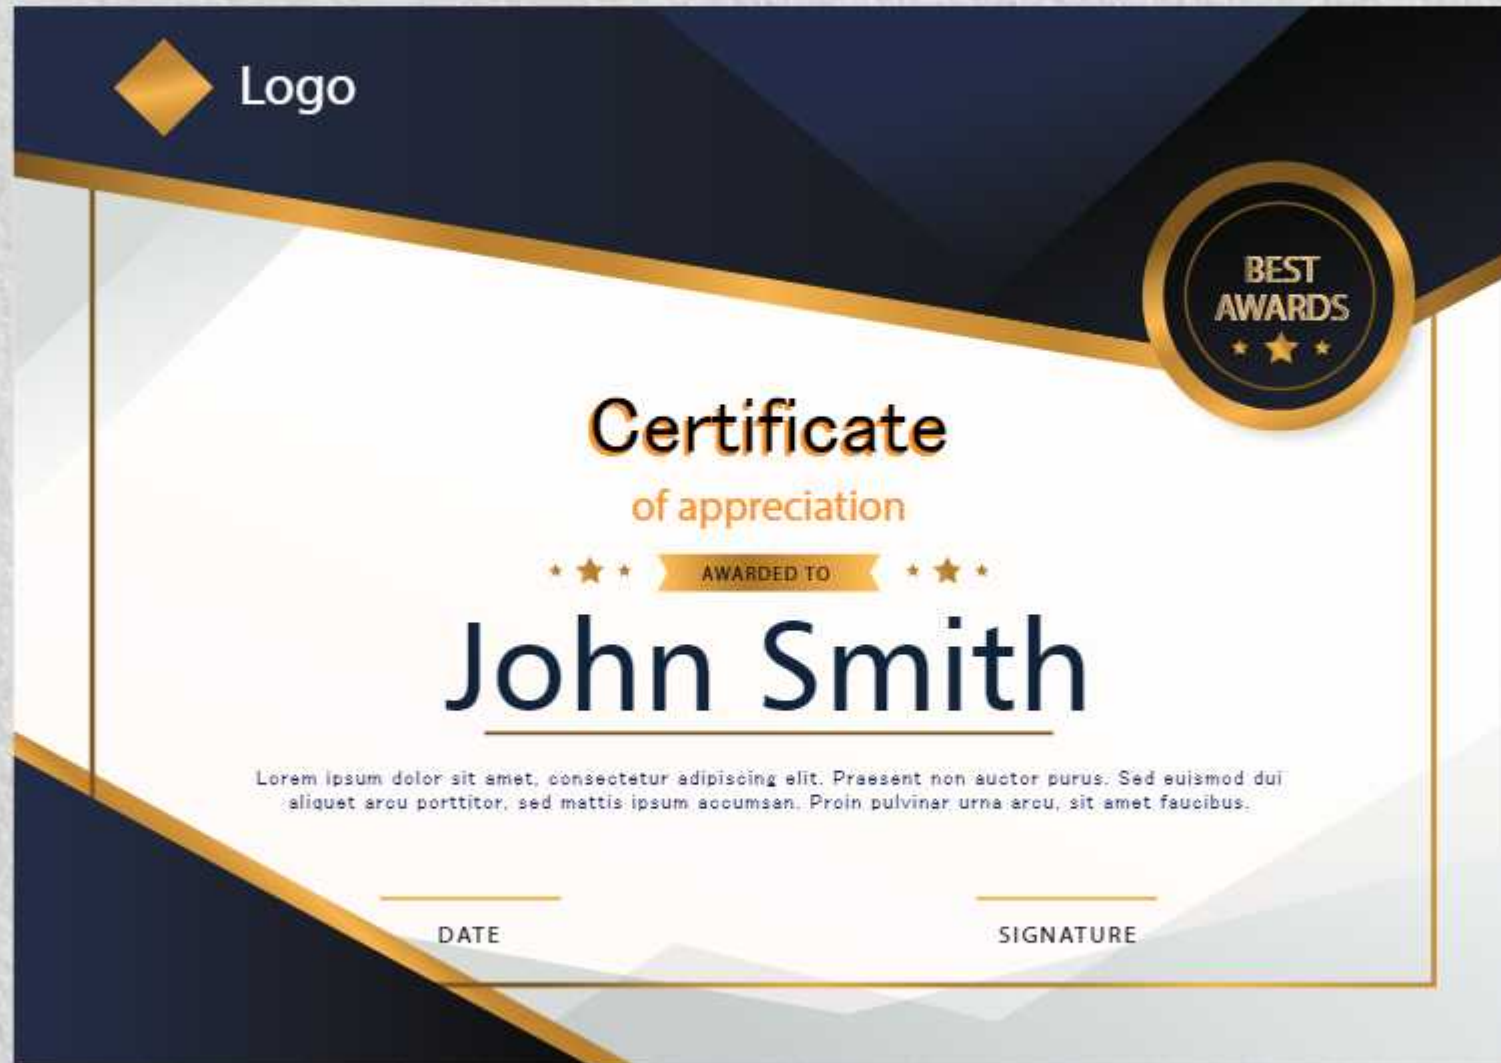 Logo
BEST
AWARDS
Certificate
of appreciation
AWARDED TO
John Smith
Lorem ipsum dolor sit amet, consectetur adipiscing elit. Praesent non auctor purus. Sed euismod dui
aliquet arcu porttitor, sed mattis ipsum accumsan. Proin pulvinar urna arcu, sit amet faucibus.
DATE
SIGNATURE